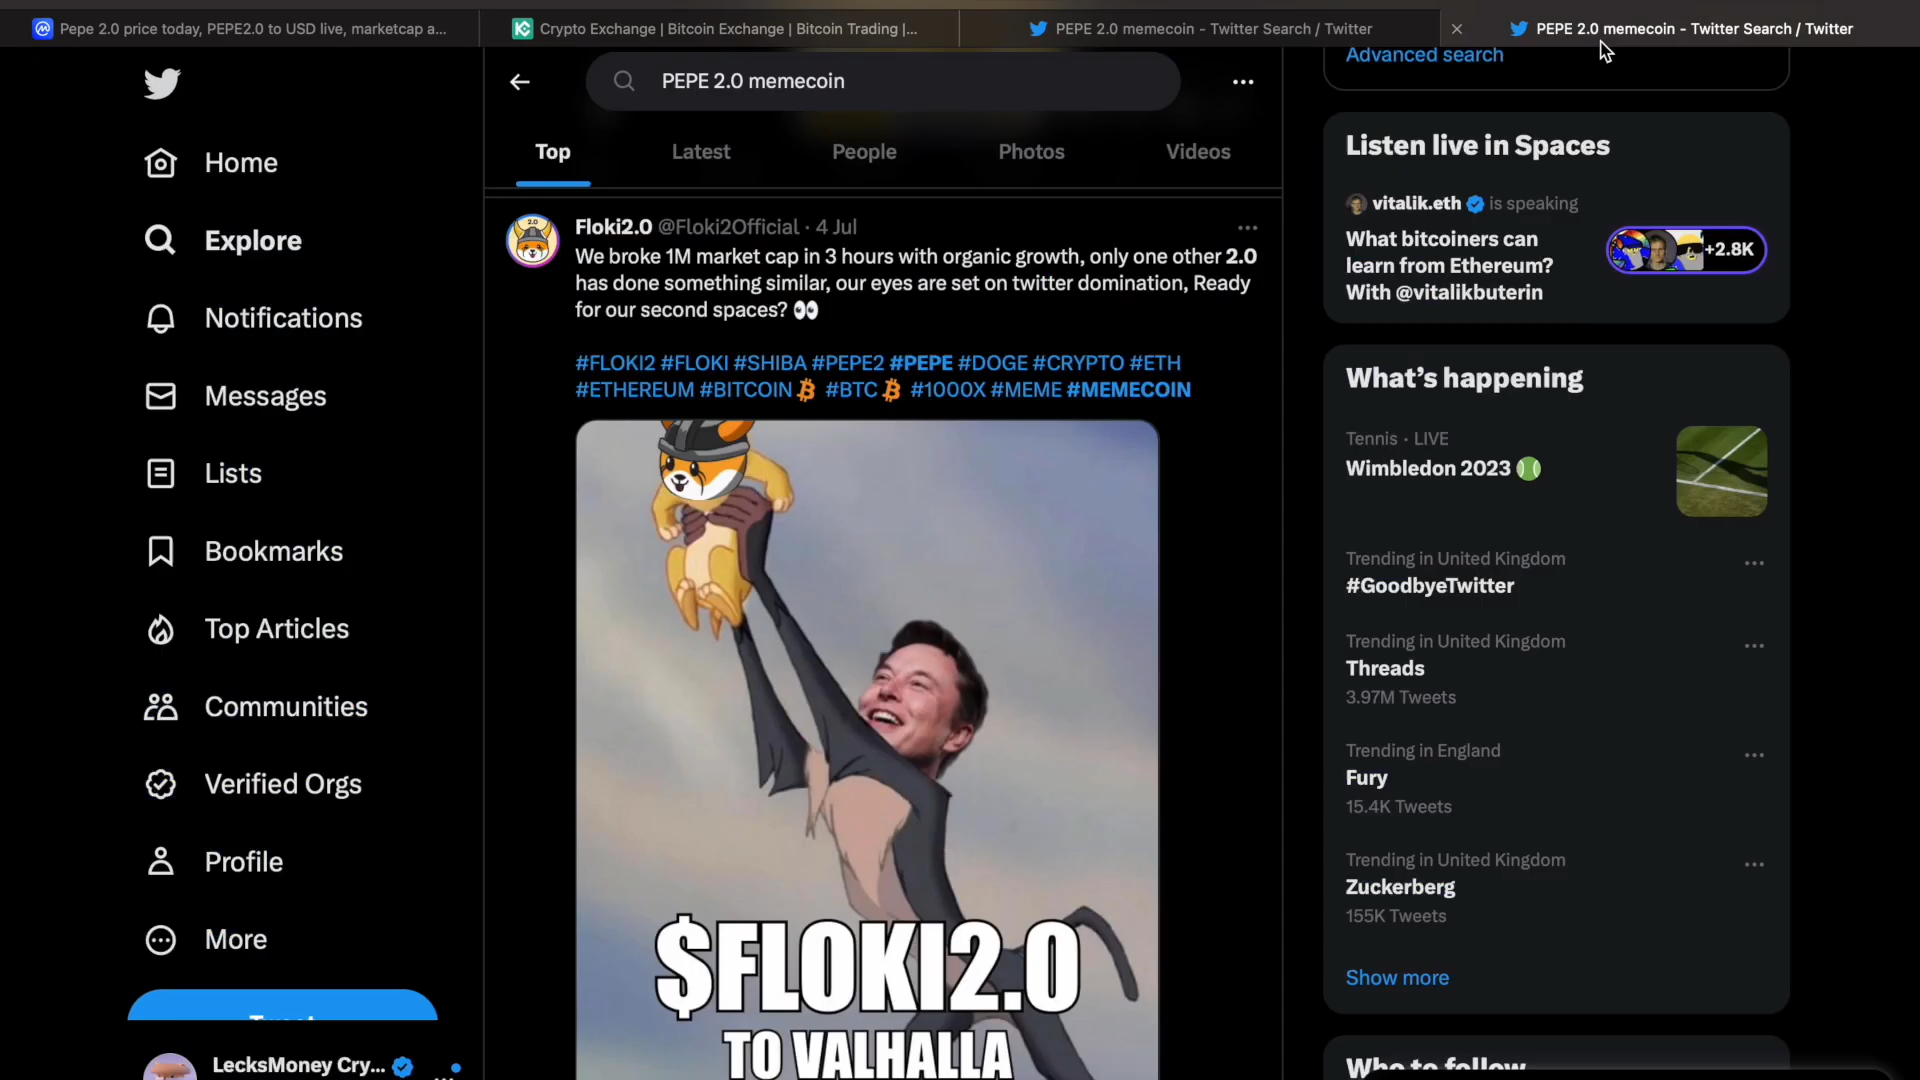 Pepe 2.0 price today, PEPE2.0 to USD live, marketcap a...
Crypto Exchange | Bitcoin Exchange | Bitcoin Trading |...
PEPE 2.0 memecoin - Twitter Search / Twitter
PEPE 2.0 memecoin - Twitter Search / Twitter
Home
Explore
Notifications
Messages
Lists
Bookmarks
Top Articles
Communities
Verified Orgs
Profile
More
Tweet
LecksMoney Cry...
PEPE 2.0 memecoin
Top
Latest
People
Photos
Videos
Floki2.0 @Floki2Official · 4 Jul
We broke 1M market cap in 3 hours with organic growth, only one other 2.0
has done something similar, our eyes are set on twitter domination, Ready
for our second spaces? 👀
#FLOKI2 #FLOKI #SHIBA #PEPE2 #PEPE #DOGE #CRYPTO #ETH
#ETHEREUM #BITCOIN #BTC #1000X #MEME #MEMECOIN
2.0
$FLOKI2.0
TO VALHALLA
Advanced search
Listen live in Spaces
vitalik.eth is speaking
What bitcoiners can
learn from Ethereum?
With @vitalikbuterin
+2.8K
What's happening
Tennis · LIVE
Wimbledon 2023
Trending in United Kingdom
#GoodbyeTwitter
Trending in United Kingdom
Threads
3.97M Tweets
Trending in England
Fury
15.4K Tweets
Trending in United Kingdom
Zuckerberg
155K Tweets
Show more
Who to follow